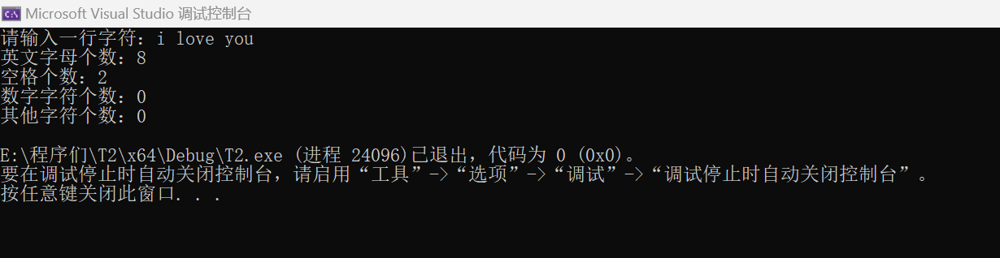 Microsoft Visual Studio 调试控制台
请输入一行字符：i love you
英文字母个数：8
空格个数：2
数字字符个数：0
其他字符个数：0
E:\程序们\T2\x64\Debug\T2.exe (进程 24096)已退出，代码为 0 (0x0)。
要在调试停止时自动关闭控制台，请启用“工具”->“选项”->“调试”->“调试停止时自动关闭控制台”。
按任意键关闭此窗口. . .